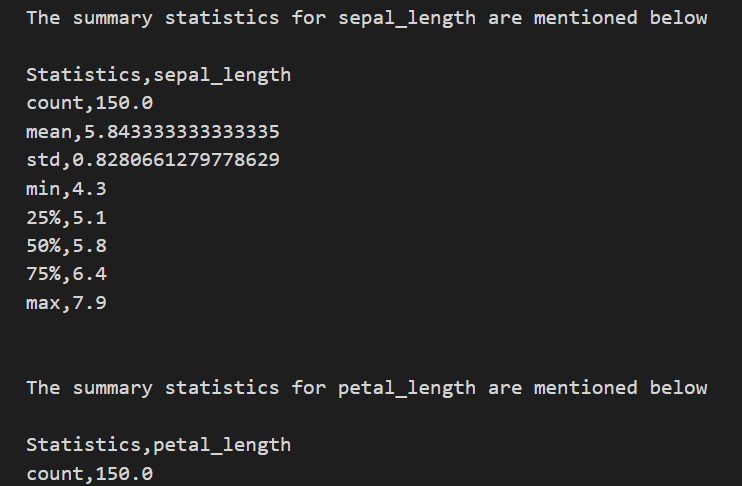 The summary statistics for sepal_length are mentioned below
Statistics,sepal_length
count,150.0
mean,5.843333333333335
std,0.8280661279778629
min,4.3
25%,5.1
50%,5.8
75%,6.4
max,7.9
The summary statistics for petal_length are mentioned below
Statistics,petal_length
count,150.0